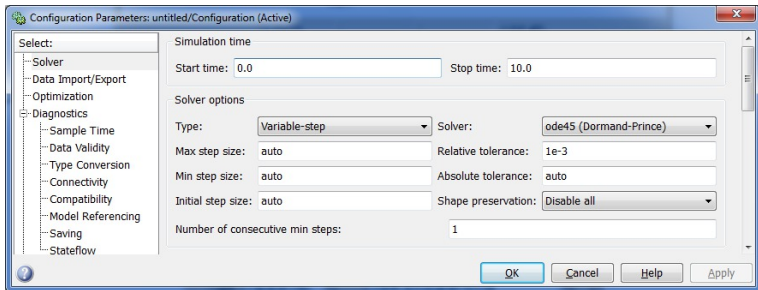 Configuration Parameters: untitled/Configuration (Active)
Select:
Solver
Data Import/Export
Optimization
Diagnostics
Sample Time
Data Validity
Type Conversion
Connectivity
Compatibility
Model Referencing
Saving
Stateflow
Simulation time
Start time: 0.0 Stop time: 10.0
Solver options
Type: Variable-step Solver: ode45 (Dormand-Prince)
Max step size: auto Relative tolerance: 1e-3
Min step size: auto Absolute tolerance: auto
Initial step size: auto Shape preservation: Disable all
Number of consecutive min steps: 1
OK Cancel Help Apply